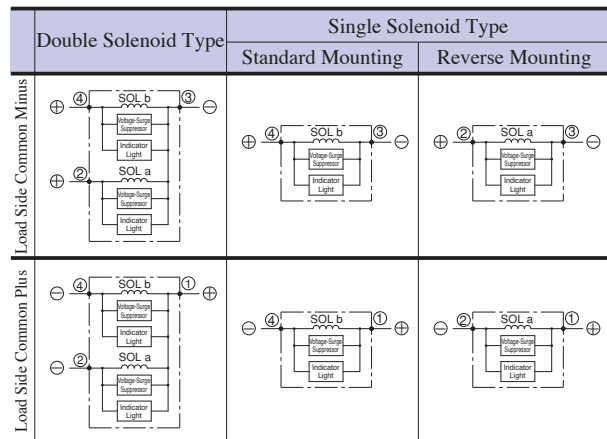 Double Solenoid Type
Single Solenoid Type
Standard Mounting
Reverse Mounting
Load Side Common Minus
⊕ ④ SOL b ③ ⊖
Voltage-Surge
Suppressor
Indicator
Light
⊕ ② SOL a
Voltage-Surge
Suppressor
Indicator
Light
⊕ ④ SOL b ③ ⊖
Voltage-Surge
Suppressor
Indicator
Light
⊕ ② SOL a ③ ⊖
Voltage-Surge
Suppressor
Indicator
Light
Load Side Common Plus
⊖ ④ SOL b ① ⊕
Voltage-Surge
Suppressor
Indicator
Light
⊖ ② SOL a
Voltage-Surge
Suppressor
Indicator
Light
⊖ ④ SOL b ① ⊕
Voltage-Surge
Suppressor
Indicator
Light
⊖ ② SOL a ① ⊕
Voltage-Surge
Suppressor
Indicator
Light